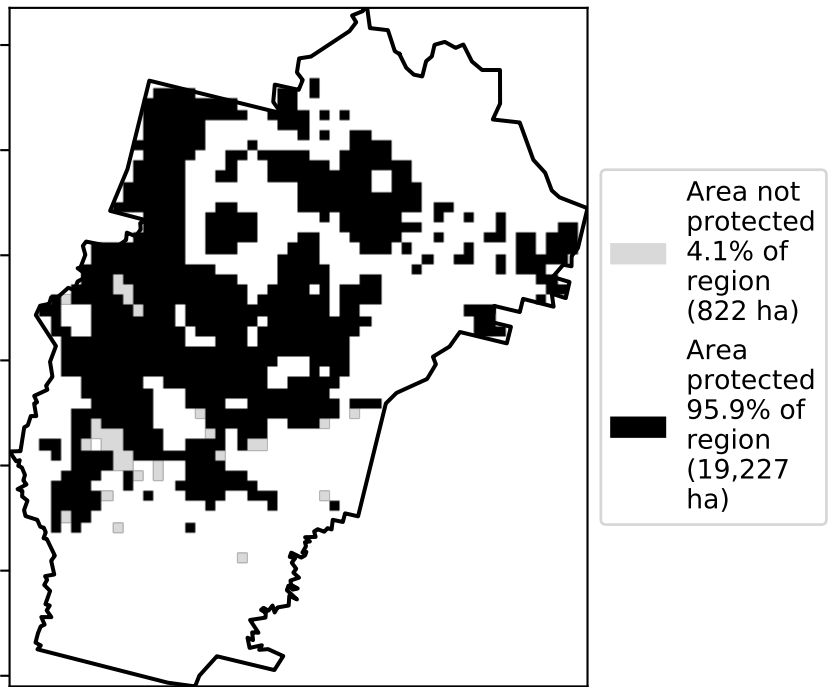 Area not
protected
4.1% of
region
(822 ha)
Area
protected
95.9% of
region
(19,227
ha)